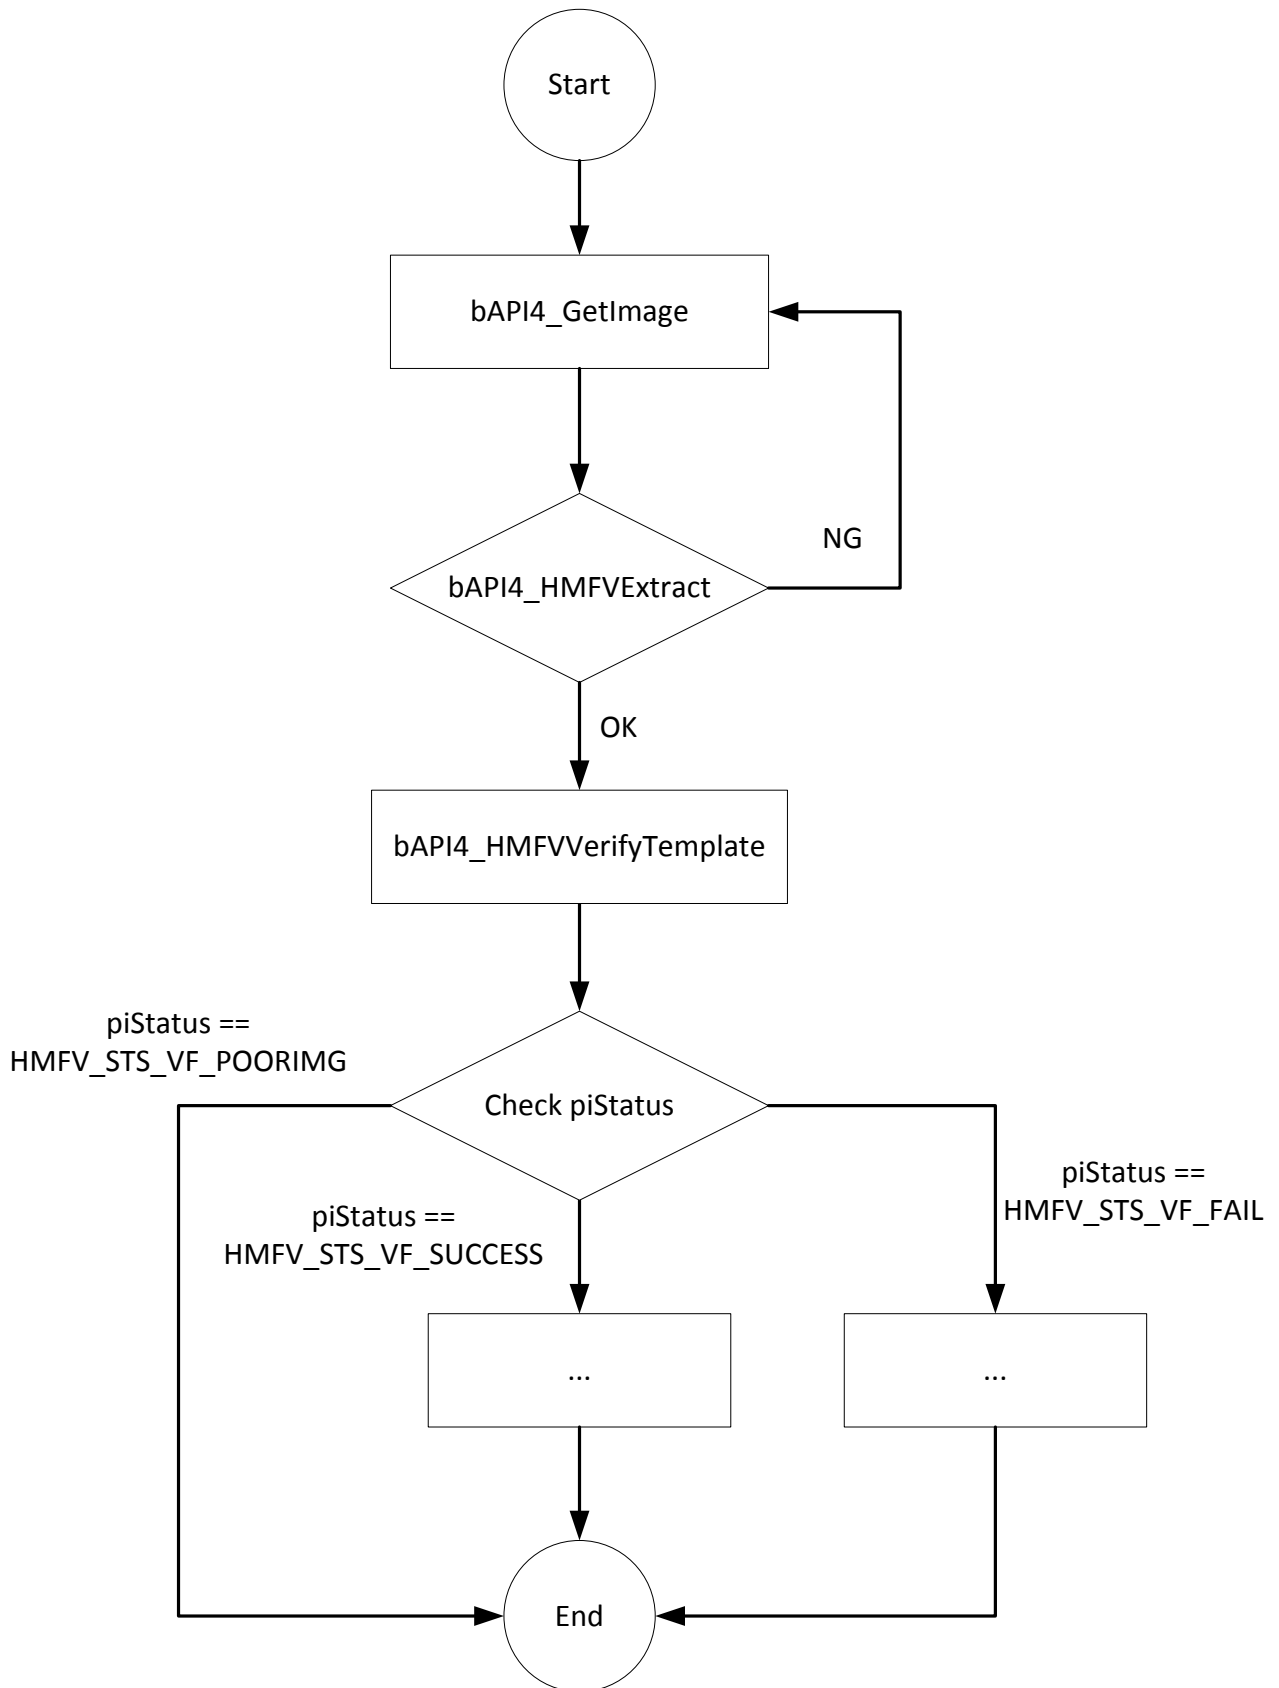 Start
bAPI4_GetImage
NG
bAPI4_HMFVExtract
OK
bAPI4_HMFVVerifyTemplate
piStatus ==
HMFV_STS_VF_POORIMG
Check piStatus
piStatus ==
HMFV_STS_VF_FAIL
piStatus ==
HMFV_STS_VF_SUCCESS
...
...
End